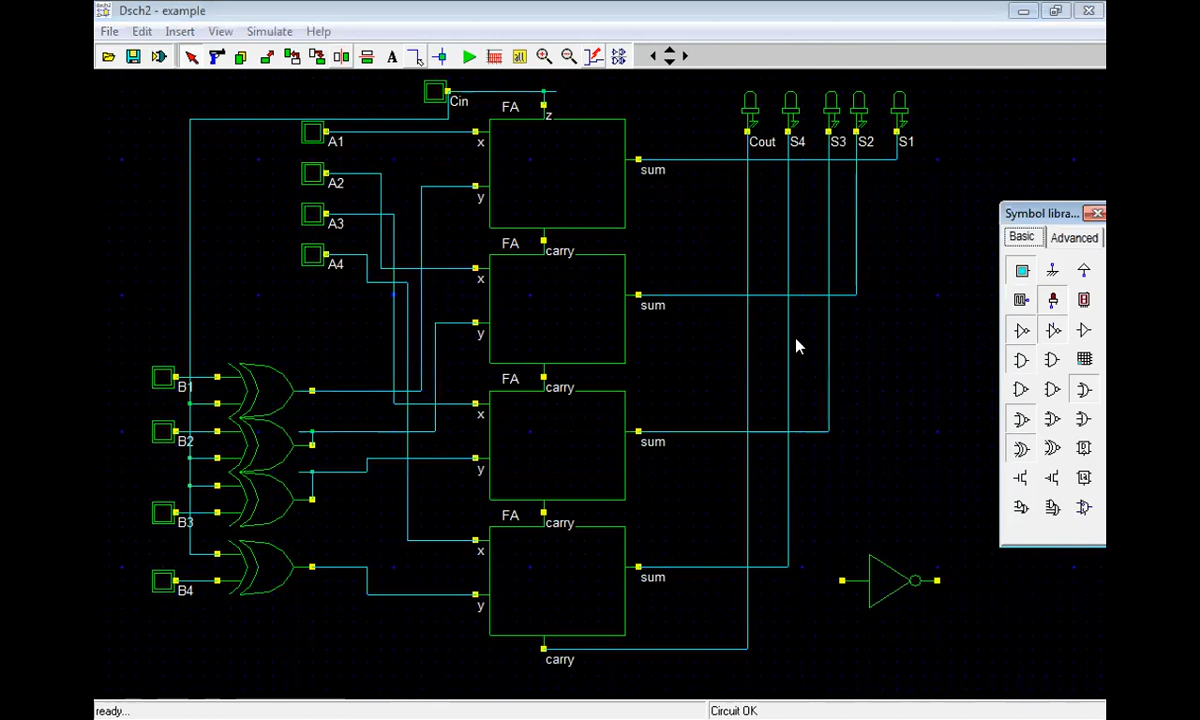 Dsch2 - example
File Edit Insert View Simulate Help
A
Cin
FA
z
A1
x
Cout S4 S3 S2 S1
sum
A2
y
A3
FA
carry
A4
x
sum
y
FA
carry
B1
x
sum
B2
y
FA
carry
B3
x
sum
B4
y
carry
Symbol libra...
Basic Advanced
ready...
Circuit OK